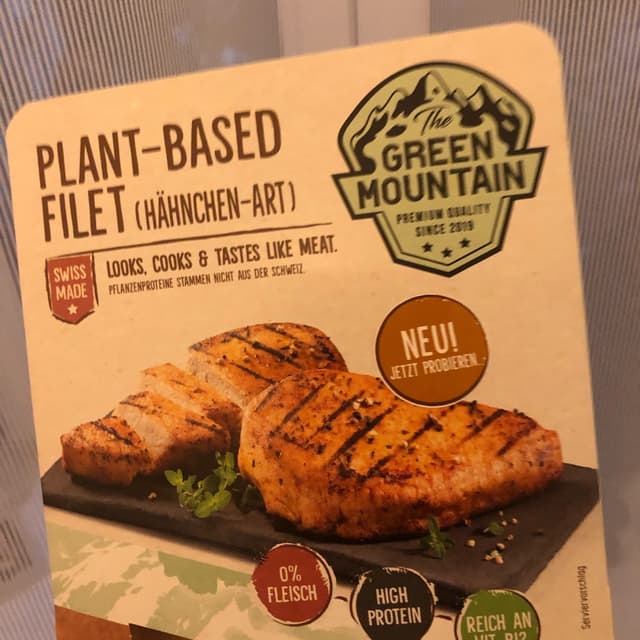 PLANT-BASED
FILET (HÄHNCHEN-ART)
The
GREEN
MOUNTAIN
PREMIUM QUALITY
SINCE 2019
SWISS
MADE
LOOKS, COOKS & TASTES LIKE MEAT.
PFLANZENPROTEINE STAMMEN NICHT AUS DER SCHWEIZ.
NEU!
JETZT PROBIEREN.
0%
FLEISCH
HIGH
PROTEIN
REICH AN
Serviervorschlag